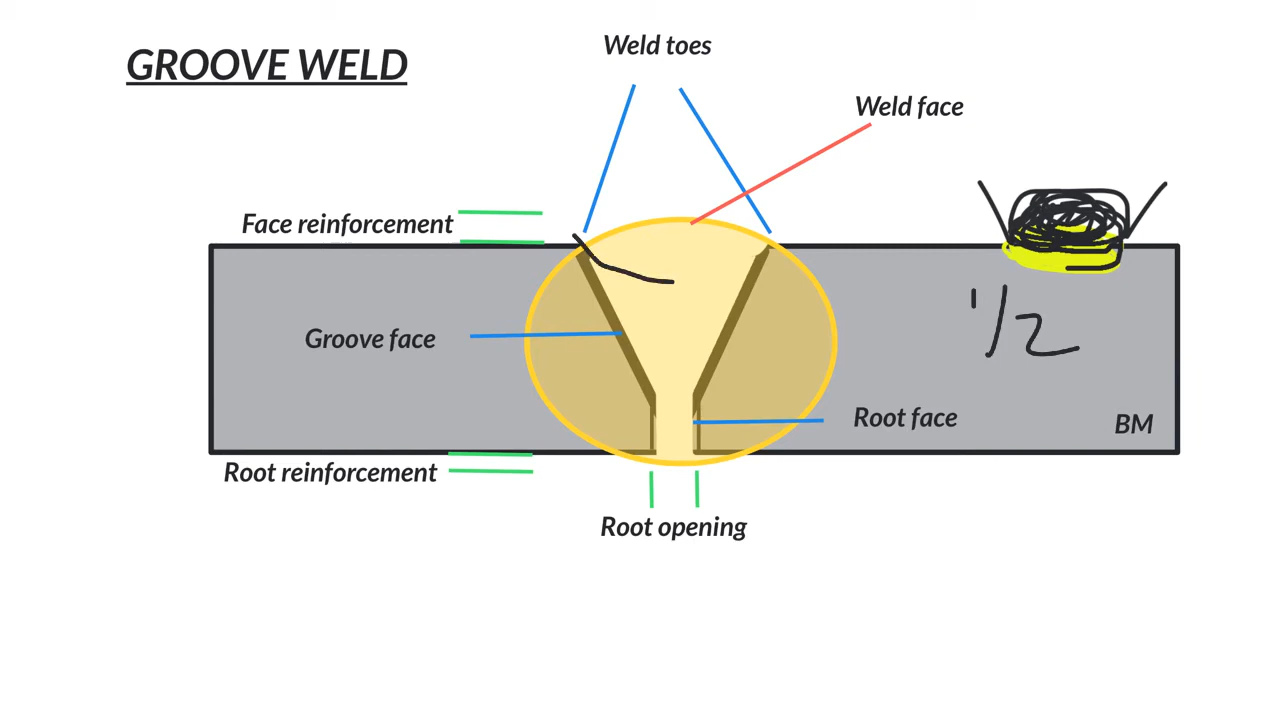 GROOVE WELD
Weld toes
Weld face
Face reinforcement
Groove face
1/2
Root face
BM
Root reinforcement
Root opening